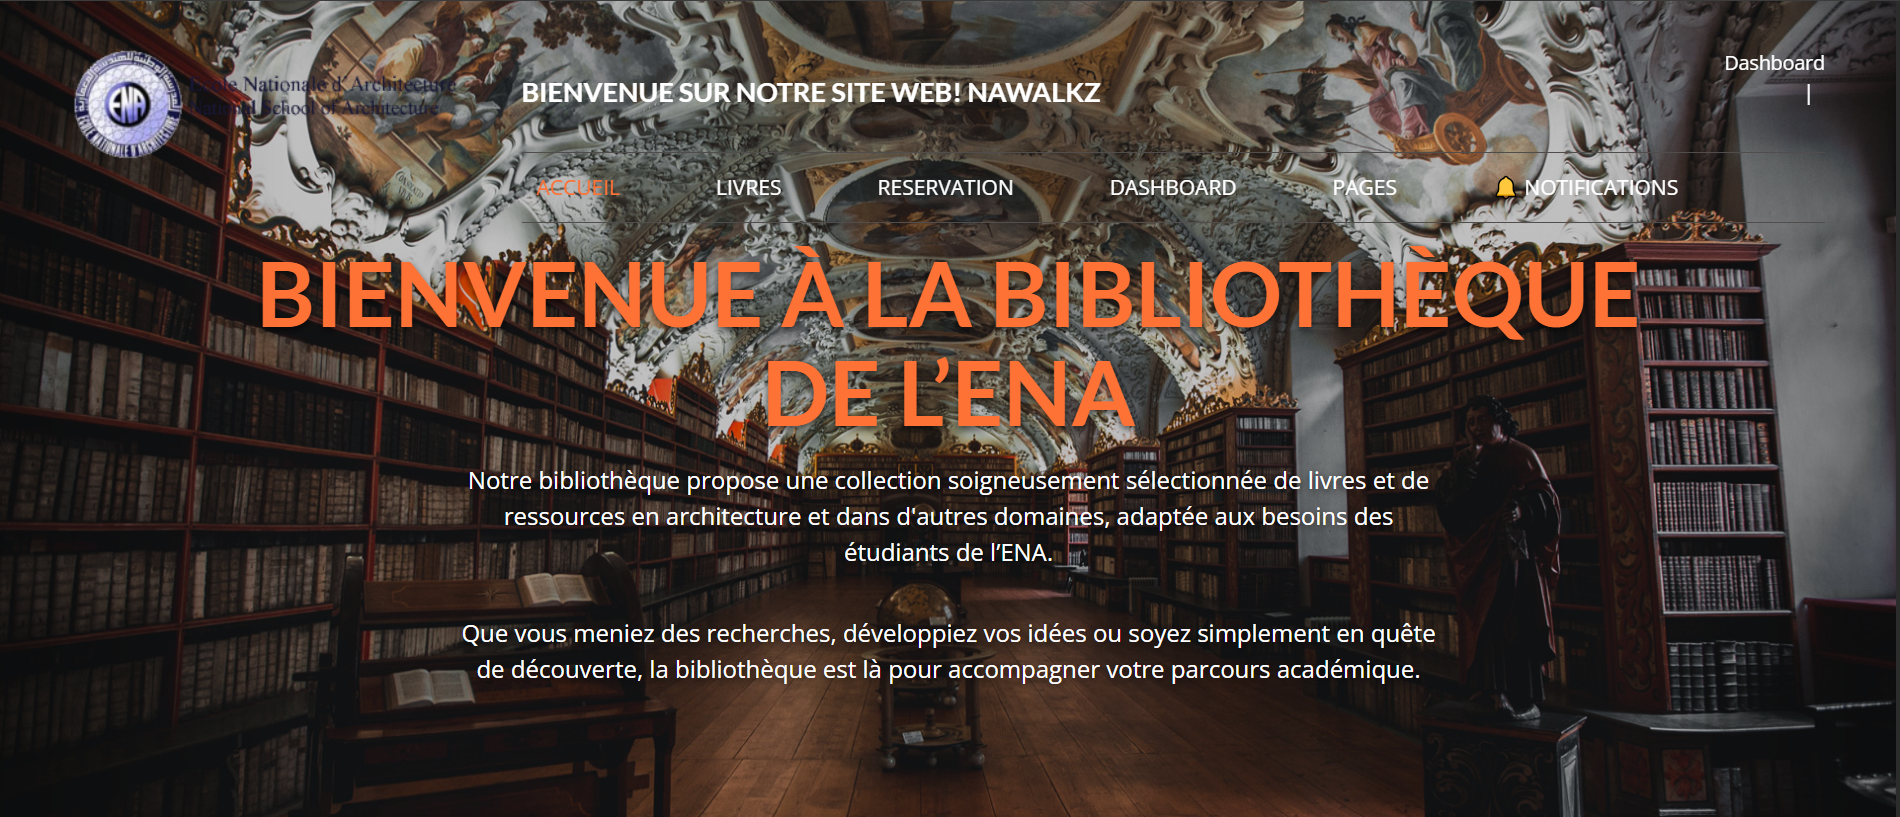 Dashboard
|
Ecole Nationale d'Architecture
National School of Architecture
ENA
BIENVENUE SUR NOTRE SITE WEB! NAWALKZ
ACCUEIL LIVRES RESERVATION DASHBOARD PAGES 🔔 NOTIFICATIONS
BIENVENUE À LA BIBLIOTHÈQUE
DE L’ENA
Notre bibliothèque propose une collection soigneusement sélectionnée de livres et de
ressources en architecture et dans d'autres domaines, adaptée aux besoins des
étudiants de l’ENA.
Que vous meniez des recherches, développiez vos idées ou soyez simplement en quête
de découverte, la bibliothèque est là pour accompagner votre parcours académique.